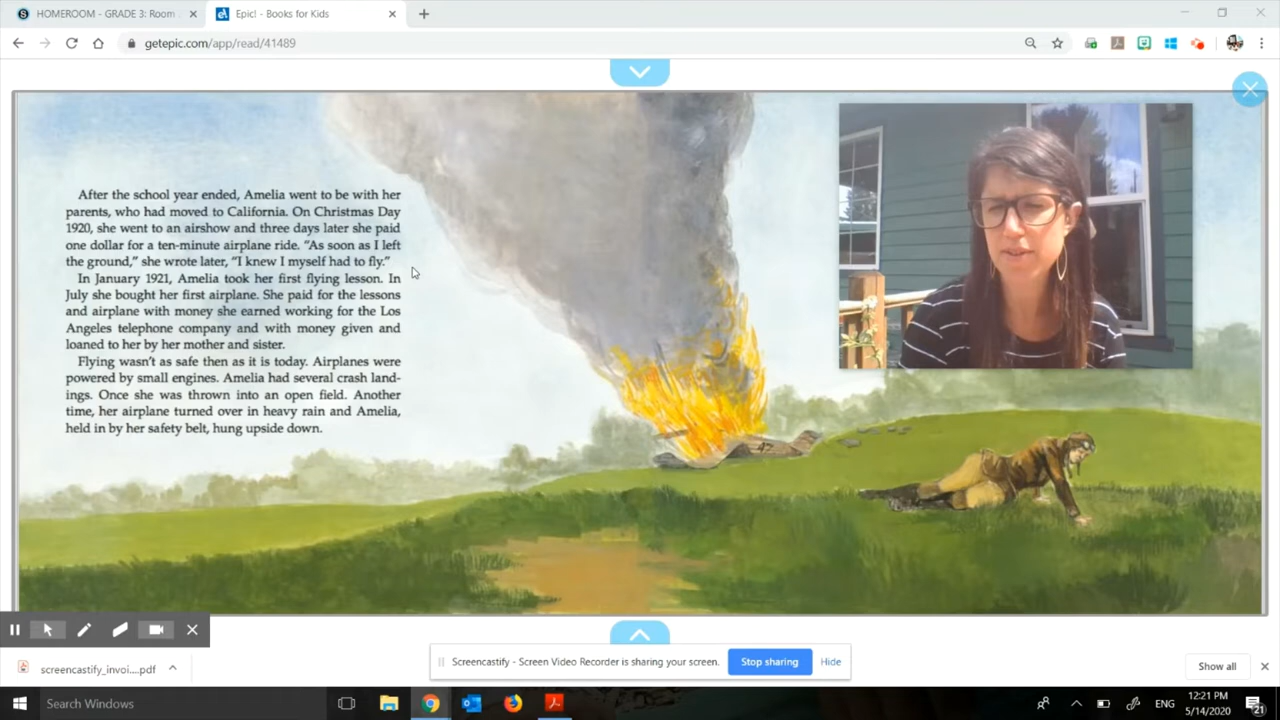 HOMEROOM - GRADE 3: Room
Epic! - Books for Kids
getepic.com/app/read/41489
After the school year ended, Amelia went to be with her
parents, who had moved to California. On Christmas Day
1920, she went to an airshow and three days later she paid
one dollar for a ten-minute airplane ride. “As soon as I left
the ground,” she wrote later, “I knew I myself had to fly.”
In January 1921, Amelia took her first flying lesson. In
July she bought her first airplane. She paid for the lessons
and airplane with money she earned working for the Los
Angeles telephone company and with money given and
loaned to her by her mother and sister.
Flying wasn’t as safe then as it is today. Airplanes were
powered by small engines. Amelia had several crash land-
ings. Once she was thrown into an open field. Another
time, her airplane turned over in heavy rain and Amelia,
held in by her safety belt, hung upside down.
Screencastify - Screen Video Recorder is sharing your screen.
Stop sharing
Hide
screencastify_invoi....pdf
Show all
Search Windows
ENG
12:21 PM
5/14/2020
21